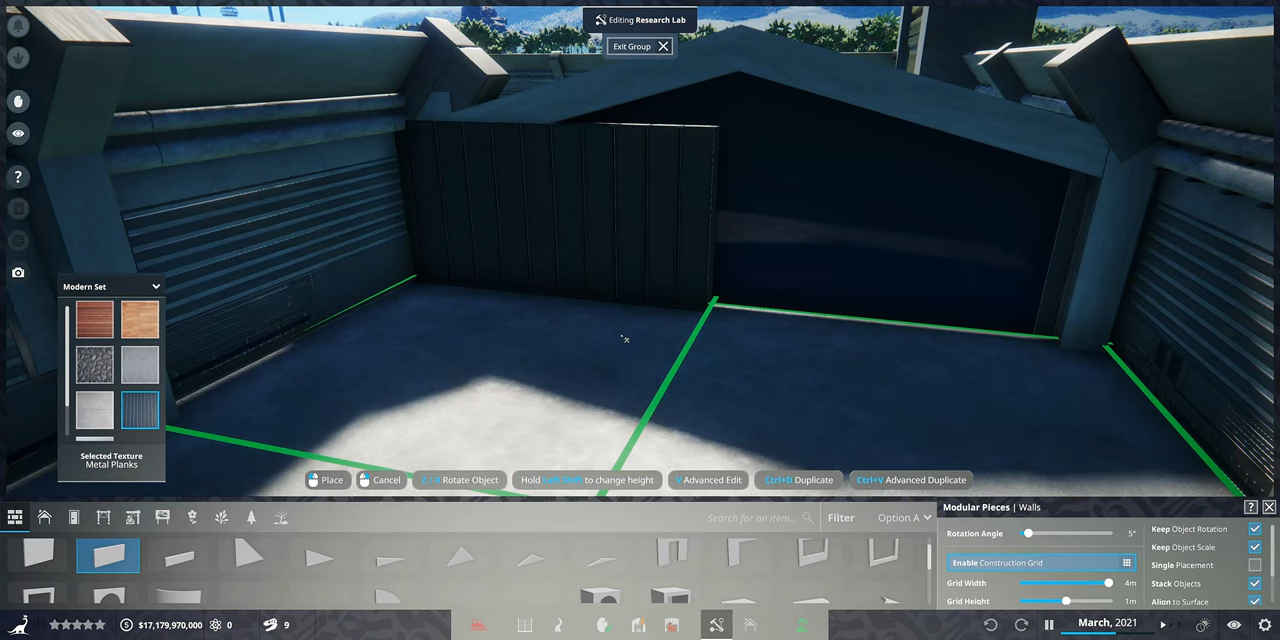 Editing Research Lab
Exit Group
?
Modern Set
Selected Texture
Metal Planks
Place
Cancel
Z / X Rotate Object
Hold Left Shift to change height
V Advanced Edit
Ctrl+D Duplicate
Ctrl+V Advanced Duplicate
Search for an item...
Filter
Option A
Modular Pieces | Walls
?
Rotation Angle
5°
Keep Object Rotation
Keep Object Scale
Enable Construction Grid
Single Placement
Grid Width
4m
Stack Objects
Grid Height
1m
Align to Surface
$17,179,970,000
0
9
March, 2021